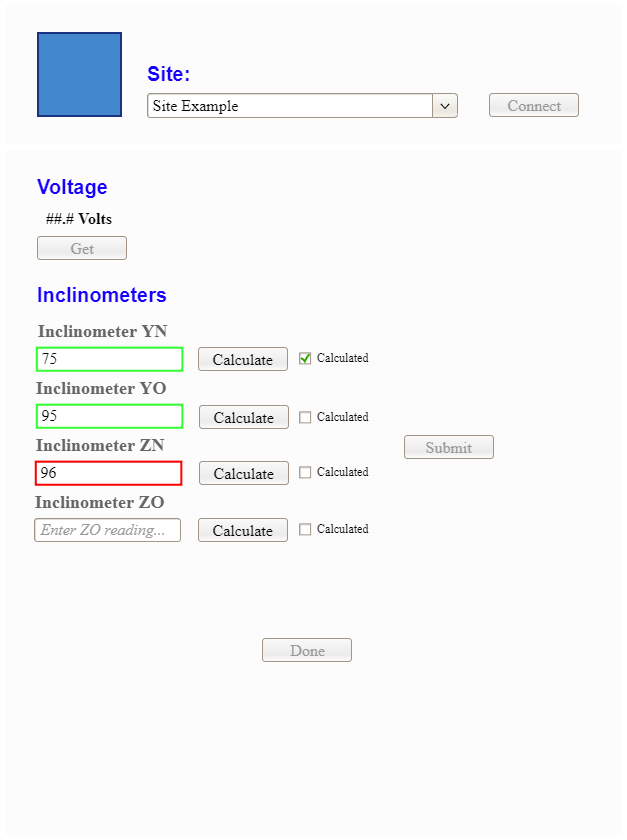 Site:
Site Example
Connect
Voltage
##.# Volts
Get
Inclinometers
Inclinometer YN
75 Calculate Calculated
Inclinometer YO
95 Calculate Calculated
Inclinometer ZN
Submit
96 Calculate Calculated
Inclinometer ZO
Enter ZO reading... Calculate Calculated
Done